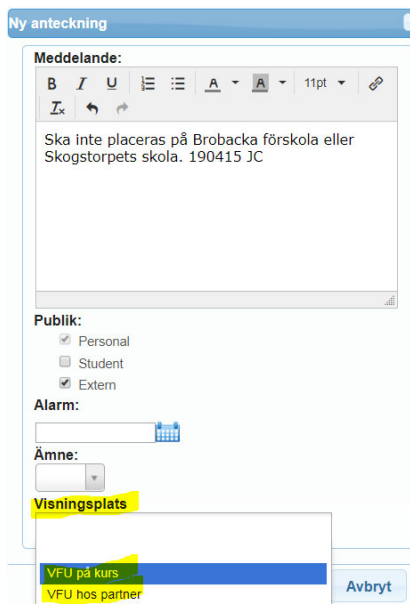 Ny anteckning
Meddelande:
B I U A A 11pt
Ix
Ska inte placeras på Brobacka förskola eller
Skogstorpets skola. 190415 JC
Publik:
Personal
Student
Extern
Alarm:
Ämne:
Visningsplats
VFU på kurs
VFU hos partner
Avbryt